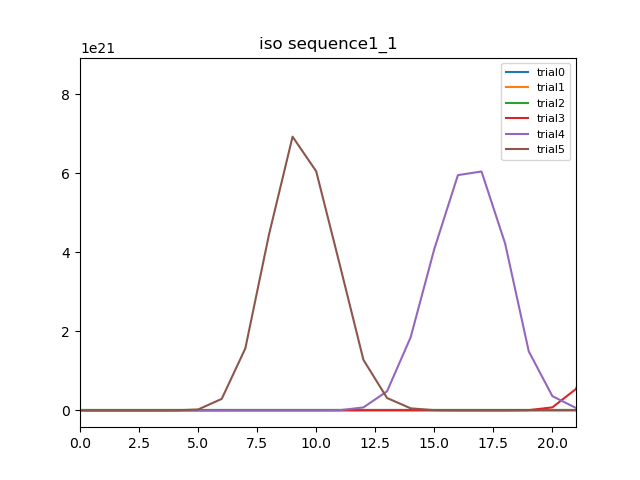 iso sequence1_1
1e21
8
6
4
2
0
0.0 2.5 5.0 7.5 10.0 12.5 15.0 17.5 20.0
trial0
trial1
trial2
trial3
trial4
trial5